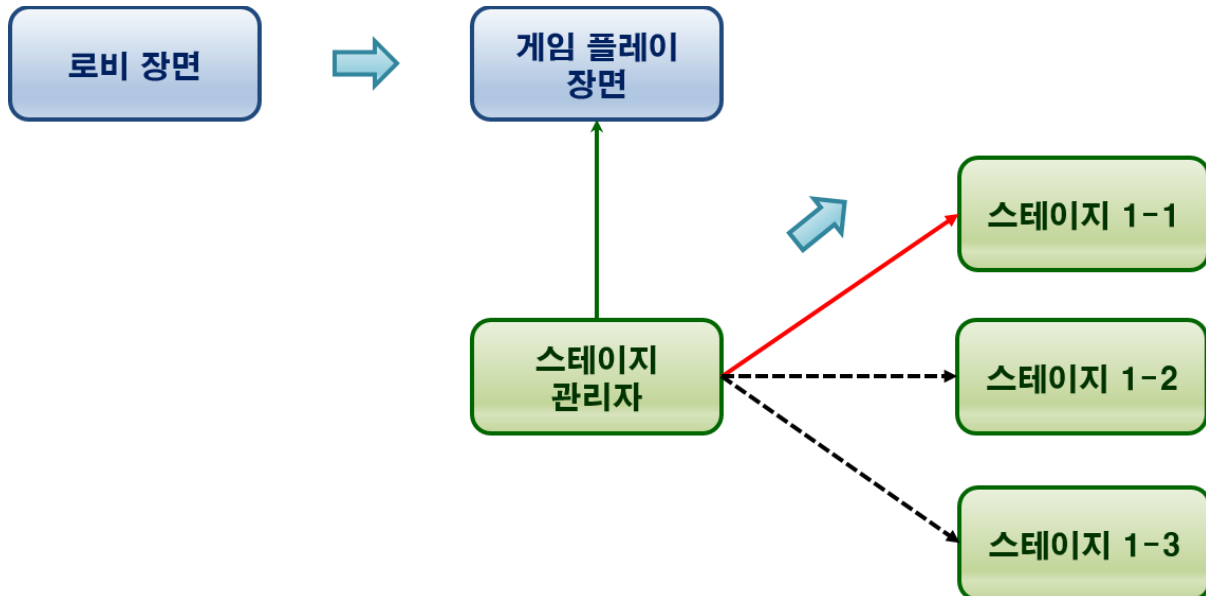 로비 장면
게임 플레이
장면
스테이지 1-1
스테이지
관리자
스테이지 1-2
스테이지 1-3